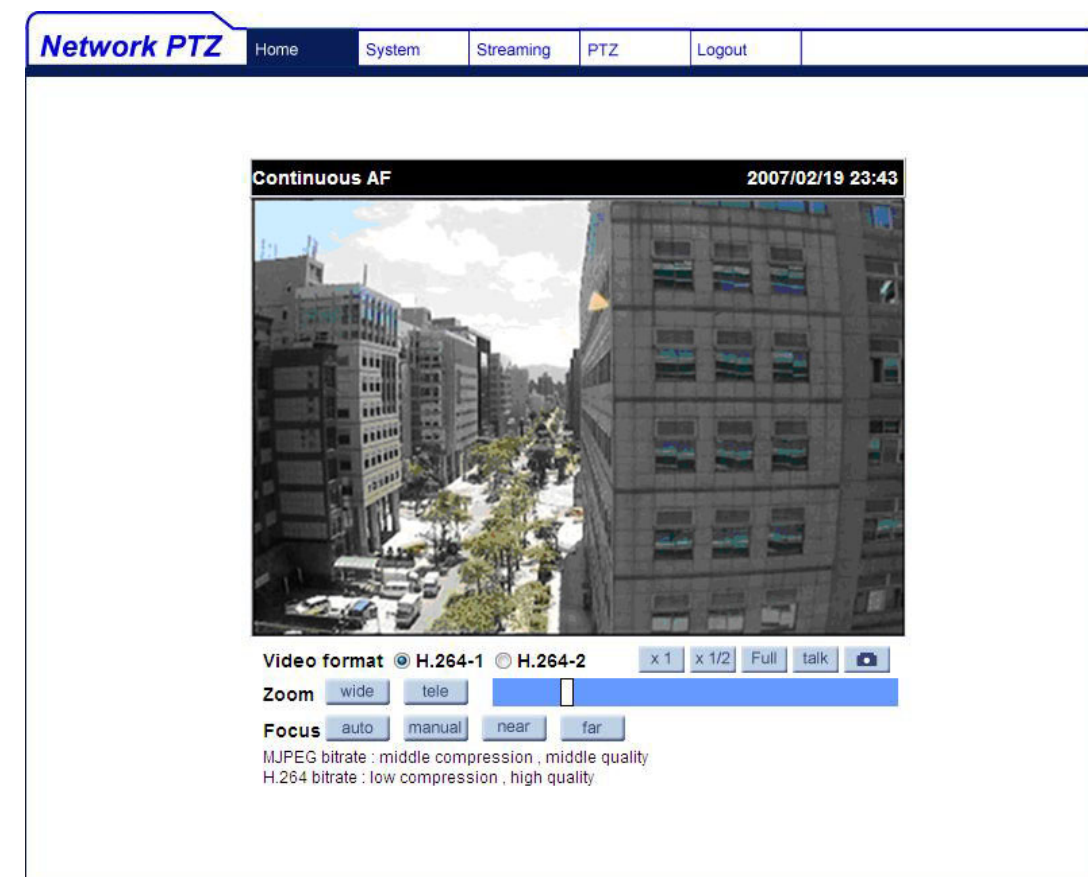 Network PTZ Home System Streaming PTZ Logout
Continuous AF 2007/02/19 23:43
Video format H.264-1 H.264-2 x 1 x 1/2 Full talk
Zoom wide tele
Focus auto manual near far
MJPEG bitrate : middle compression , middle quality
H.264 bitrate : low compression , high quality